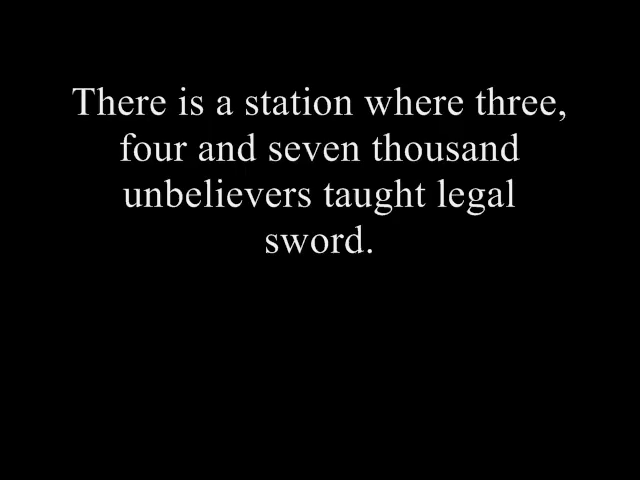 There is a station where three,
four and seven thousand
unbelievers taught legal
sword.